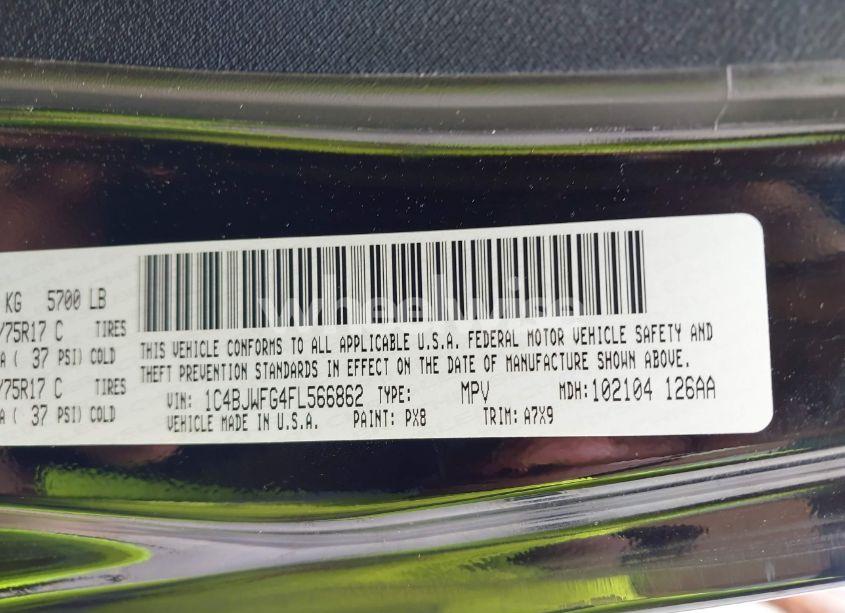 KG 5700 LB
/75R17 C TIRES
A ( 37 PSI) COLD
/75R17 C TIRES
A ( 37 PSI) COLD
wheelwise
THIS VEHICLE CONFORMS TO ALL APPLICABLE U.S.A. FEDERAL MOTOR VEHICLE SAFETY AND
THEFT PREVENTION STANDARDS IN EFFECT ON THE DATE OF MANUFACTURE SHOWN ABOVE.
VIN: 1C4BJWFG4FL566862 TYPE: MPV MDH: 102104 126AA
VEHICLE MADE IN U.S.A. PAINT: PX8 TRIM: A7X9